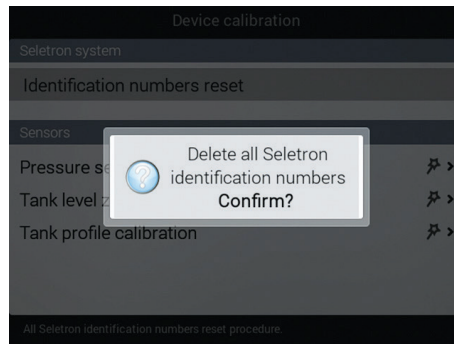 Device calibration
Seletron system
Identification numbers reset
Sensors
Pressure se
Delete all Seletron
identification numbers
Confirm?
Tank level z
Tank profile calibration
All Seletron identification numbers reset procedure.